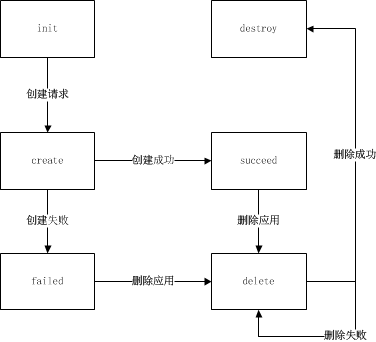 init
destroy
创建请求
删除成功
create
创建成功
succeed
创建失败
删除应用
failed
删除应用
delete
删除失败